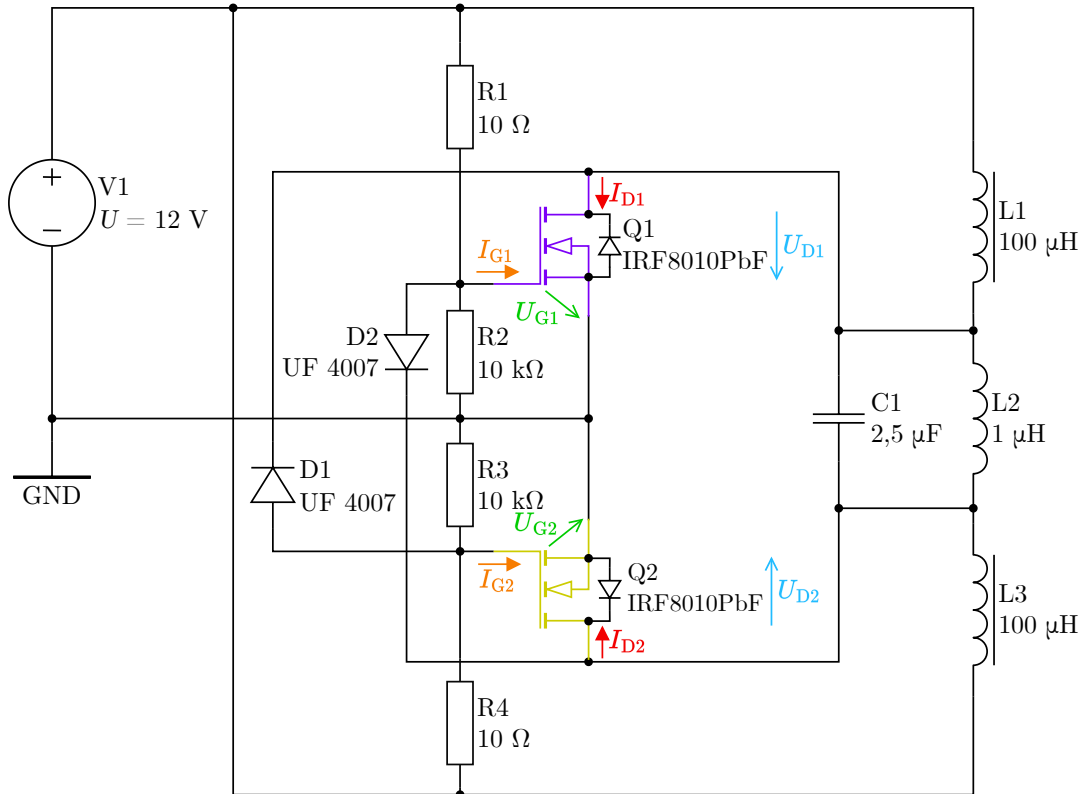 R1
10 Ω
V1
U = 12 V
I_D1
Q1
IRF8010PbF
U_D1
L1
100 µH
I_G1
U_G1
D2
UF 4007
R2
10 kΩ
C1
2,5 µF
L2
1 µH
D1
UF 4007
R3
10 kΩ
GND
U_G2
I_G2
Q2
IRF8010PbF
U_D2
L3
100 µH
I_D2
R4
10 Ω